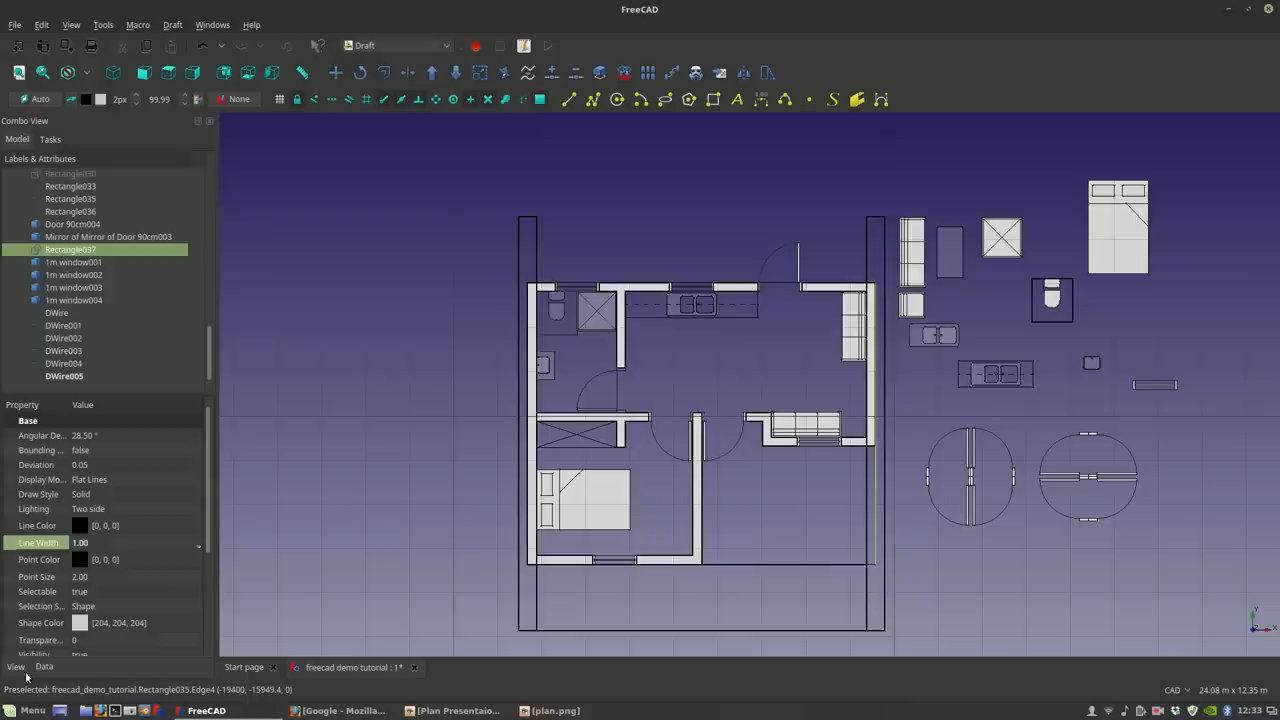 FreeCAD
File Edit View Tools Macro Draft Windows Help
Draft
Auto 2px 99.99 None
Combo View
Model Tasks
Labels & Attributes
Rectangle030
Rectangle033
Rectangle035
Rectangle036
Door 90cm004
Mirror of Mirror of Door 90cm003
Rectangle037
1m window001
1m window002
1m window003
1m window004
DWire
DWire001
DWire002
DWire003
DWire004
DWire005
Property Value
Base
Angular De... 28.50 °
Bounding ... false
Deviation 0.05
Display Mo... Flat Lines
Draw Style Solid
Lighting Two side
Line Color [0, 0, 0]
Line Width 1.00
Point Color [0, 0, 0]
Point Size 2.00
Selectable true
Selection S... Shape
Shape Color [204, 204, 204]
Transpare... 0
Visibility true
View Data
Start page freecad demo tutorial : 1*
Preselected: freecad_demo_tutorial.Rectangle035.Edge4 (-19400, -15949.4, 0) CAD 24.08 m x 12.35 m
Menu FreeCAD [Google - Mozilla... [Plan Presentaio... [plan.png] 12:33
Y
X